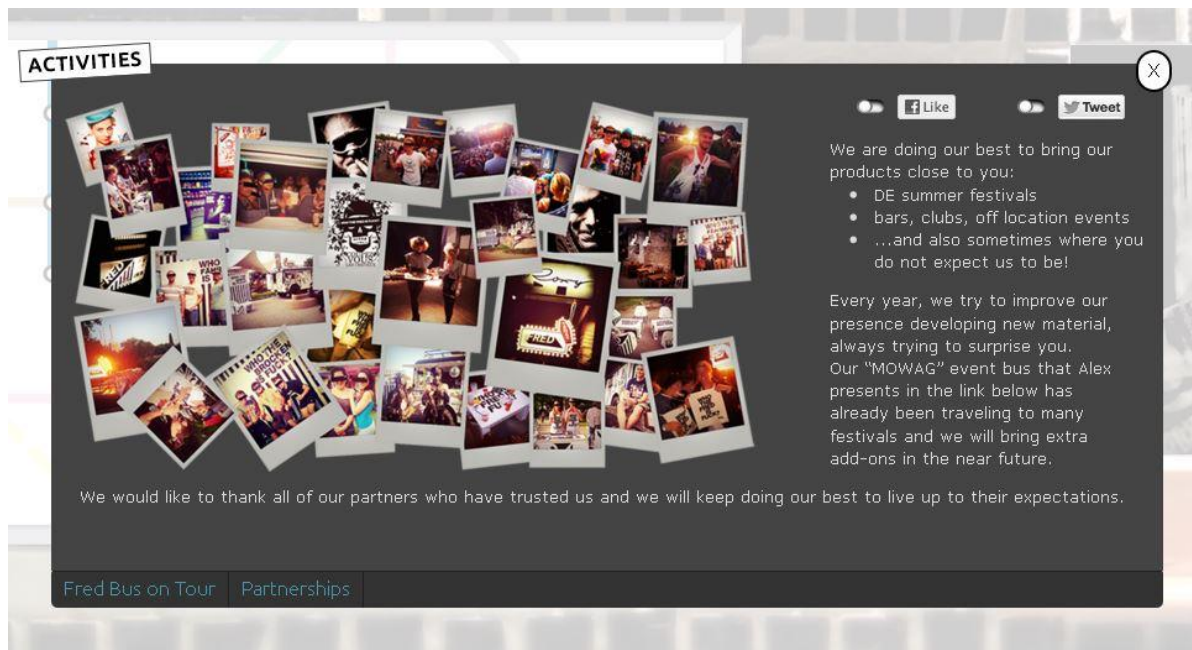 ACTIVITIES
X
Like
Tweet
We are doing our best to bring our
products close to you:
• DE summer festivals
• bars, clubs, off location events
• ...and also sometimes where you
do not expect us to be!
Every year, we try to improve our
presence developing new material,
always trying to surprise you.
Our “MOWAG” event bus that Alex
presents in the link below has
already been traveling to many
festivals and we will bring extra
add-ons in the near future.
FRED
WHO
FRED
We would like to thank all of our partners who have trusted us and we will keep doing our best to live up to their expectations.
Fred Bus on Tour
Partnerships